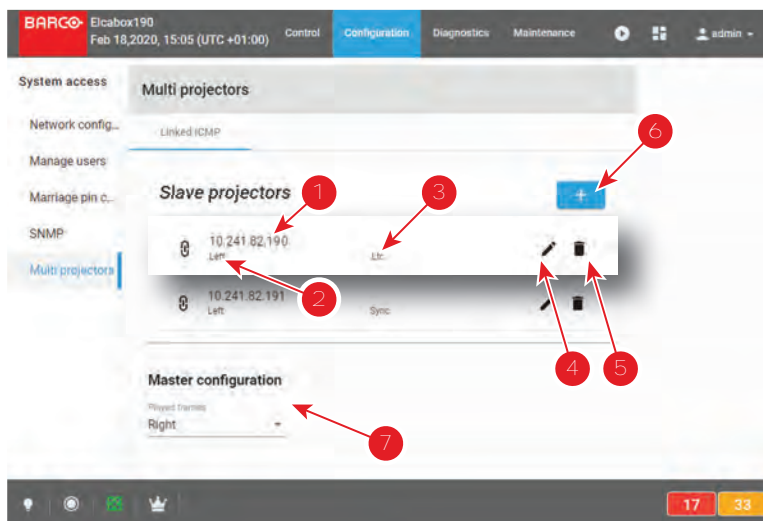 BARCO Elcabox190
Feb 18,2020, 15:05 (UTC +01:00)
Control
Configuration
Diagnostics
Maintenance
admin
System access
Multi projectors
Network config...
Linked ICMP
6
Manage users
Marriage pin c...
Slave projectors
1
3
+
SNMP
10.241.82.190
Left
Ltc
Multi projectors
2
10.241.82.191
Left
Sync
4
5
Master configuration
Played frames
Right
7
17
33